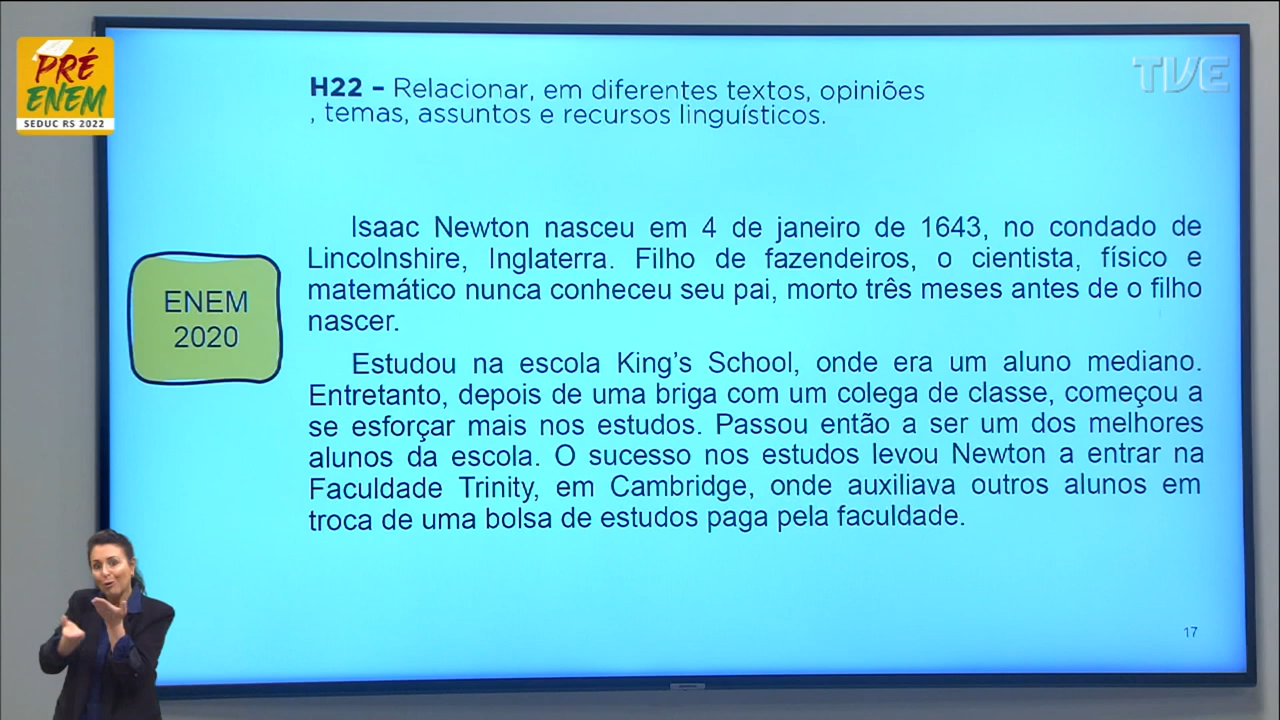 PRÉ
ENEM
SEDUC RS 2022
TVE
H22 – Relacionar, em diferentes textos, opiniões
, temas, assuntos e recursos linguísticos.
ENEM
2020
Isaac Newton nasceu em 4 de janeiro de 1643, no condado de
Lincolnshire, Inglaterra. Filho de fazendeiros, o cientista, físico e
matemático nunca conheceu seu pai, morto três meses antes de o filho
nascer.
Estudou na escola King's School, onde era um aluno mediano.
Entretanto, depois de uma briga com um colega de classe, começou a
se esforçar mais nos estudos. Passou então a ser um dos melhores
alunos da escola. O sucesso nos estudos levou Newton a entrar na
Faculdade Trinity, em Cambridge, onde auxiliava outros alunos em
troca de uma bolsa de estudos paga pela faculdade.
17